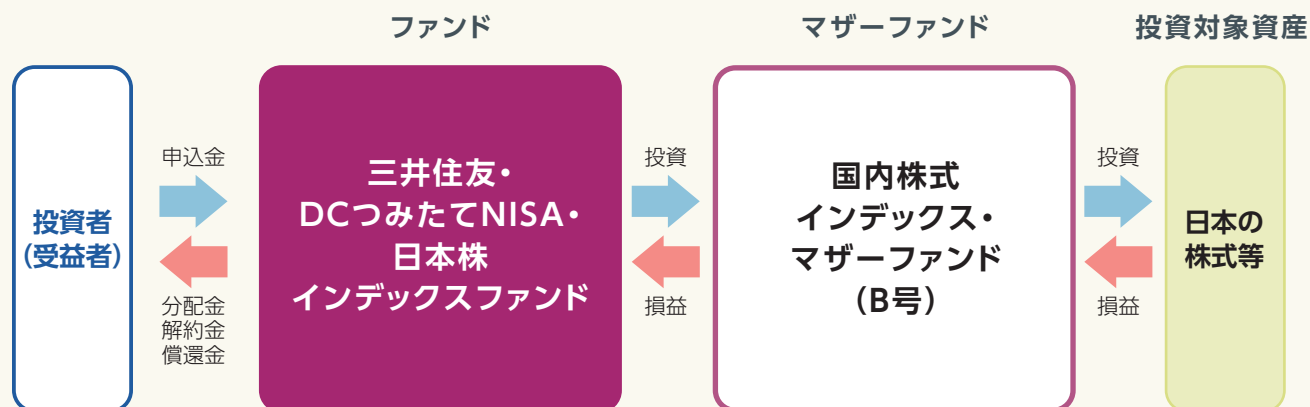 ファンド
マザーファンド
投資対象資産
投資者
(受益者)
申込金
分配金
解約金
償還金
三井住友・
DCつみたてNISA・
日本株
インデックスファンド
投資
損益
国内株式
インデックス・
マザーファンド
(B号)
投資
損益
日本の
株式等